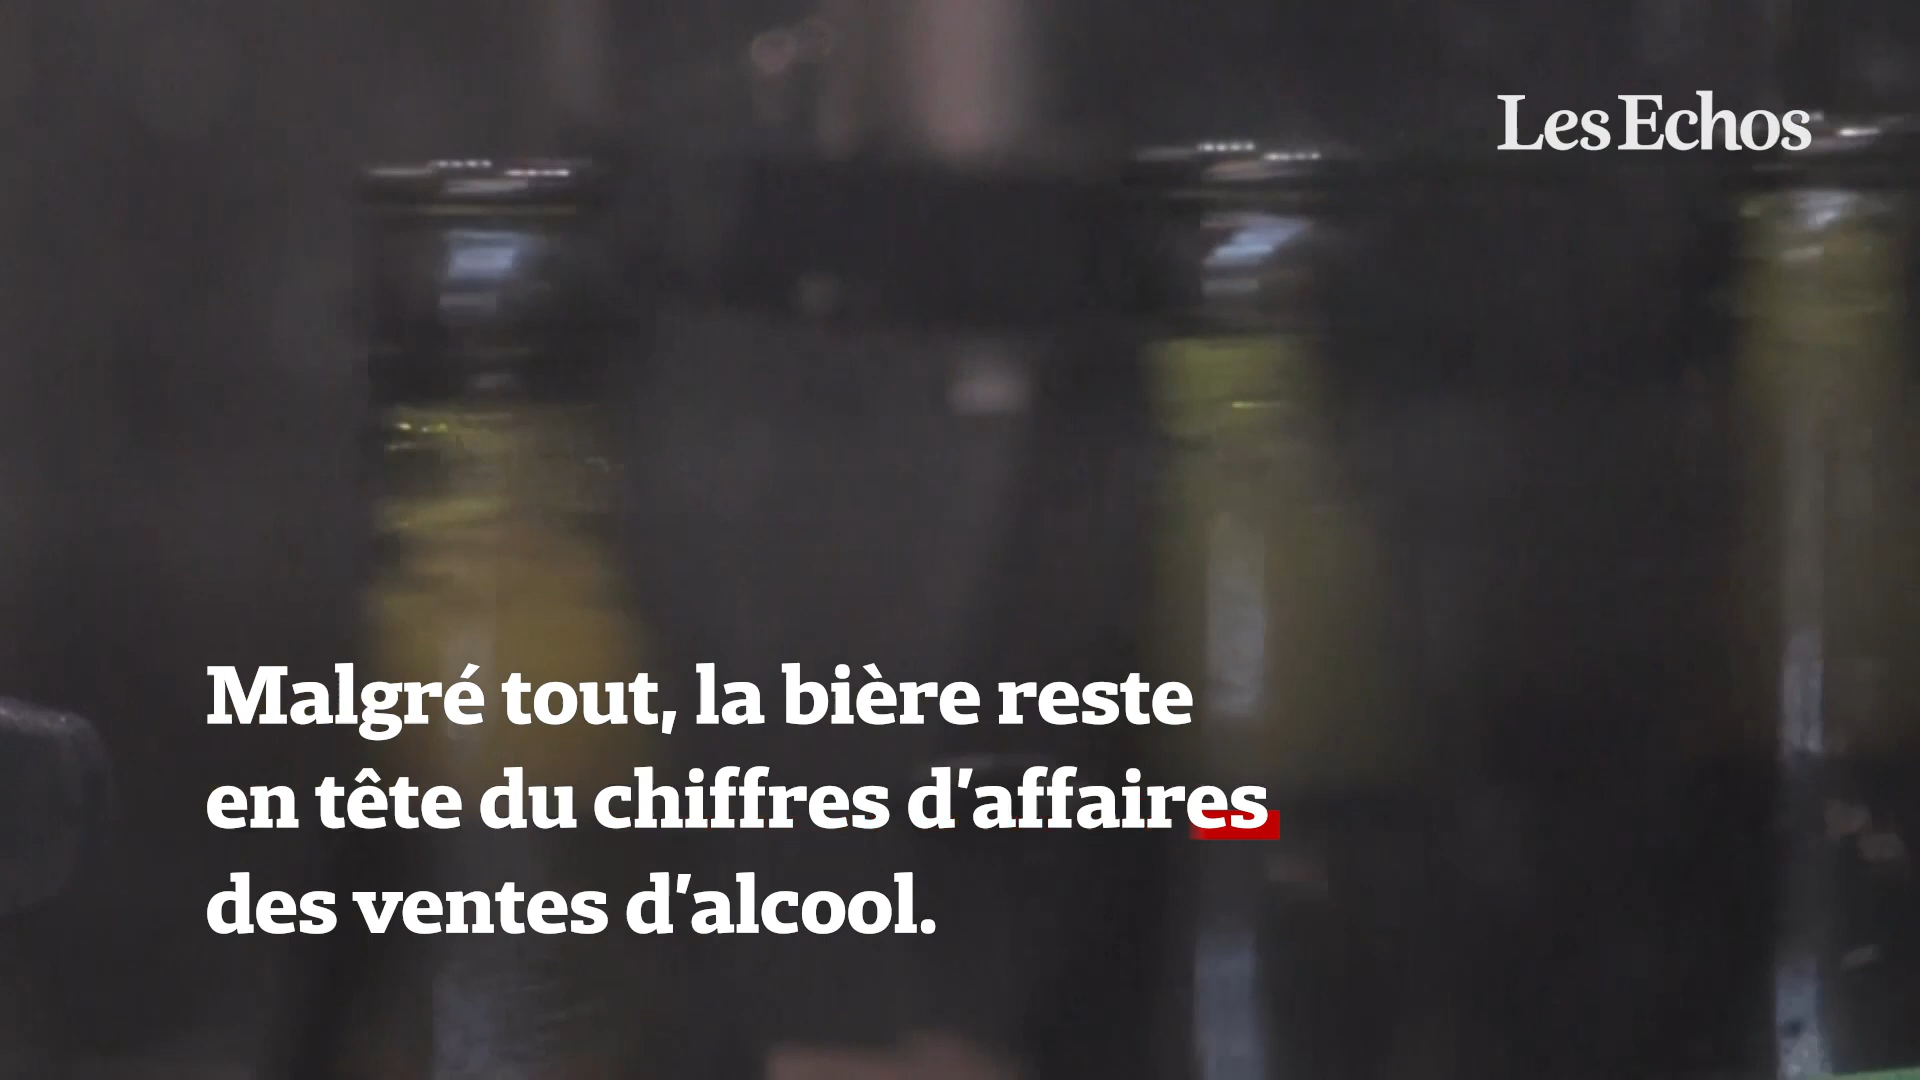 Les Echos
Malgré tout, la bière reste
en tête du chiffres d'affaires
des ventes d'alcool.